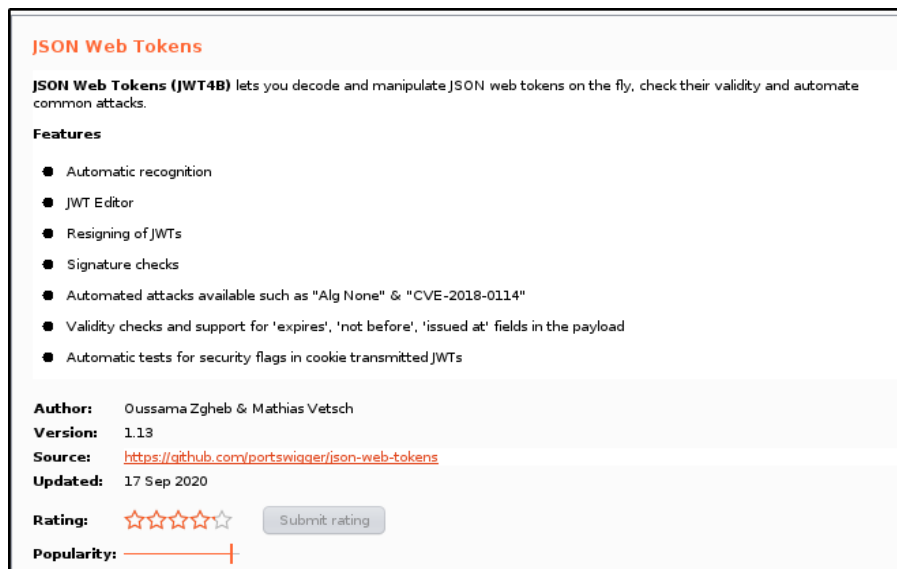 JSON Web Tokens
JSON Web Tokens (JWT4B) lets you decode and manipulate JSON web tokens on the fly, check their validity and automate
common attacks.
Features
Automatic recognition
JWT Editor
Resigning of JWTs
Signature checks
Automated attacks available such as "Alg None" & "CVE-2018-0114"
Validity checks and support for 'expires', 'not before', 'issued at' fields in the payload
Automatic tests for security flags in cookie transmitted JWTs
Author: Oussama Zgheb & Mathias Vetsch
Version: 1.13
Source: https://github.com/portswigger/json-web-tokens
Updated: 17 Sep 2020
Rating: Submit rating
Popularity: